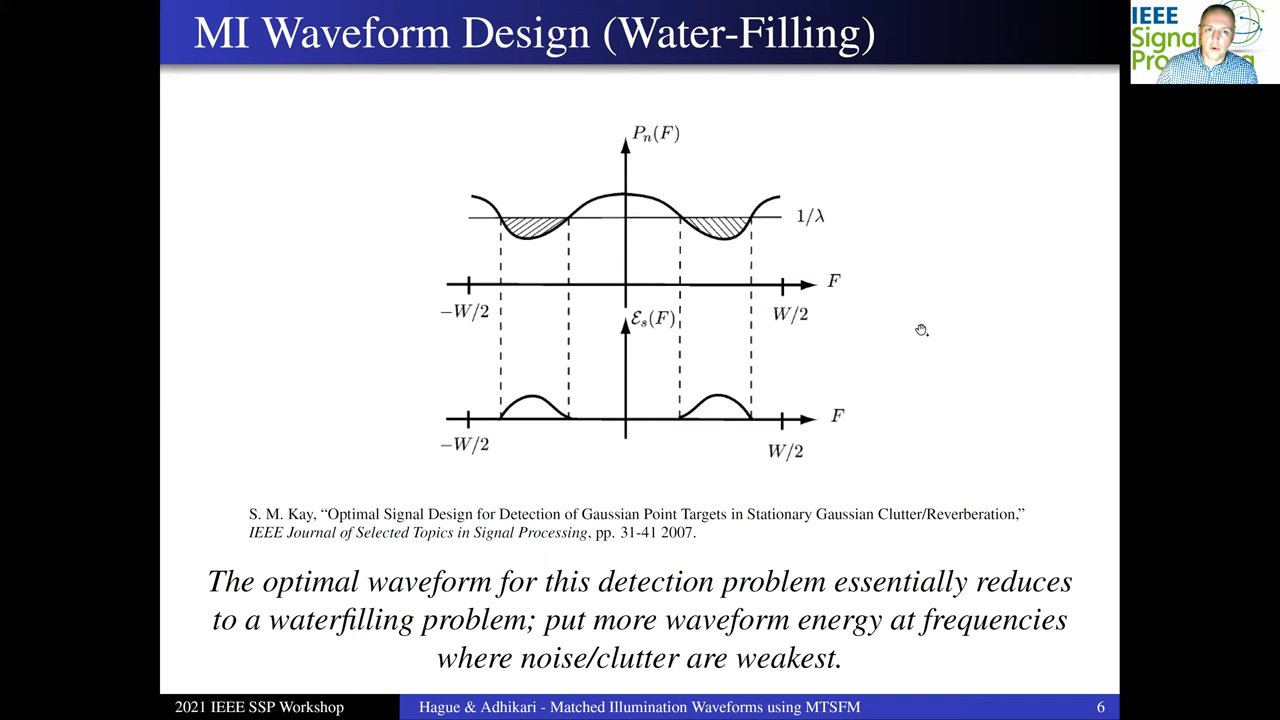 MI Waveform Design (Water-Filling)
IEEE
Signa
Pro
g
Pₙ(F)
1/λ
F
−W/2
W/2
ℰₛ(F)
F
−W/2
W/2
S. M. Kay, “Optimal Signal Design for Detection of Gaussian Point Targets in Stationary Gaussian Clutter/Reverberation,”
IEEE Journal of Selected Topics in Signal Processing, pp. 31-41 2007.
The optimal waveform for this detection problem essentially reduces
to a waterfilling problem; put more waveform energy at frequencies
where noise/clutter are weakest.
2021 IEEE SSP Workshop
Hague & Adhikari - Matched Illumination Waveforms using MTSFM
6